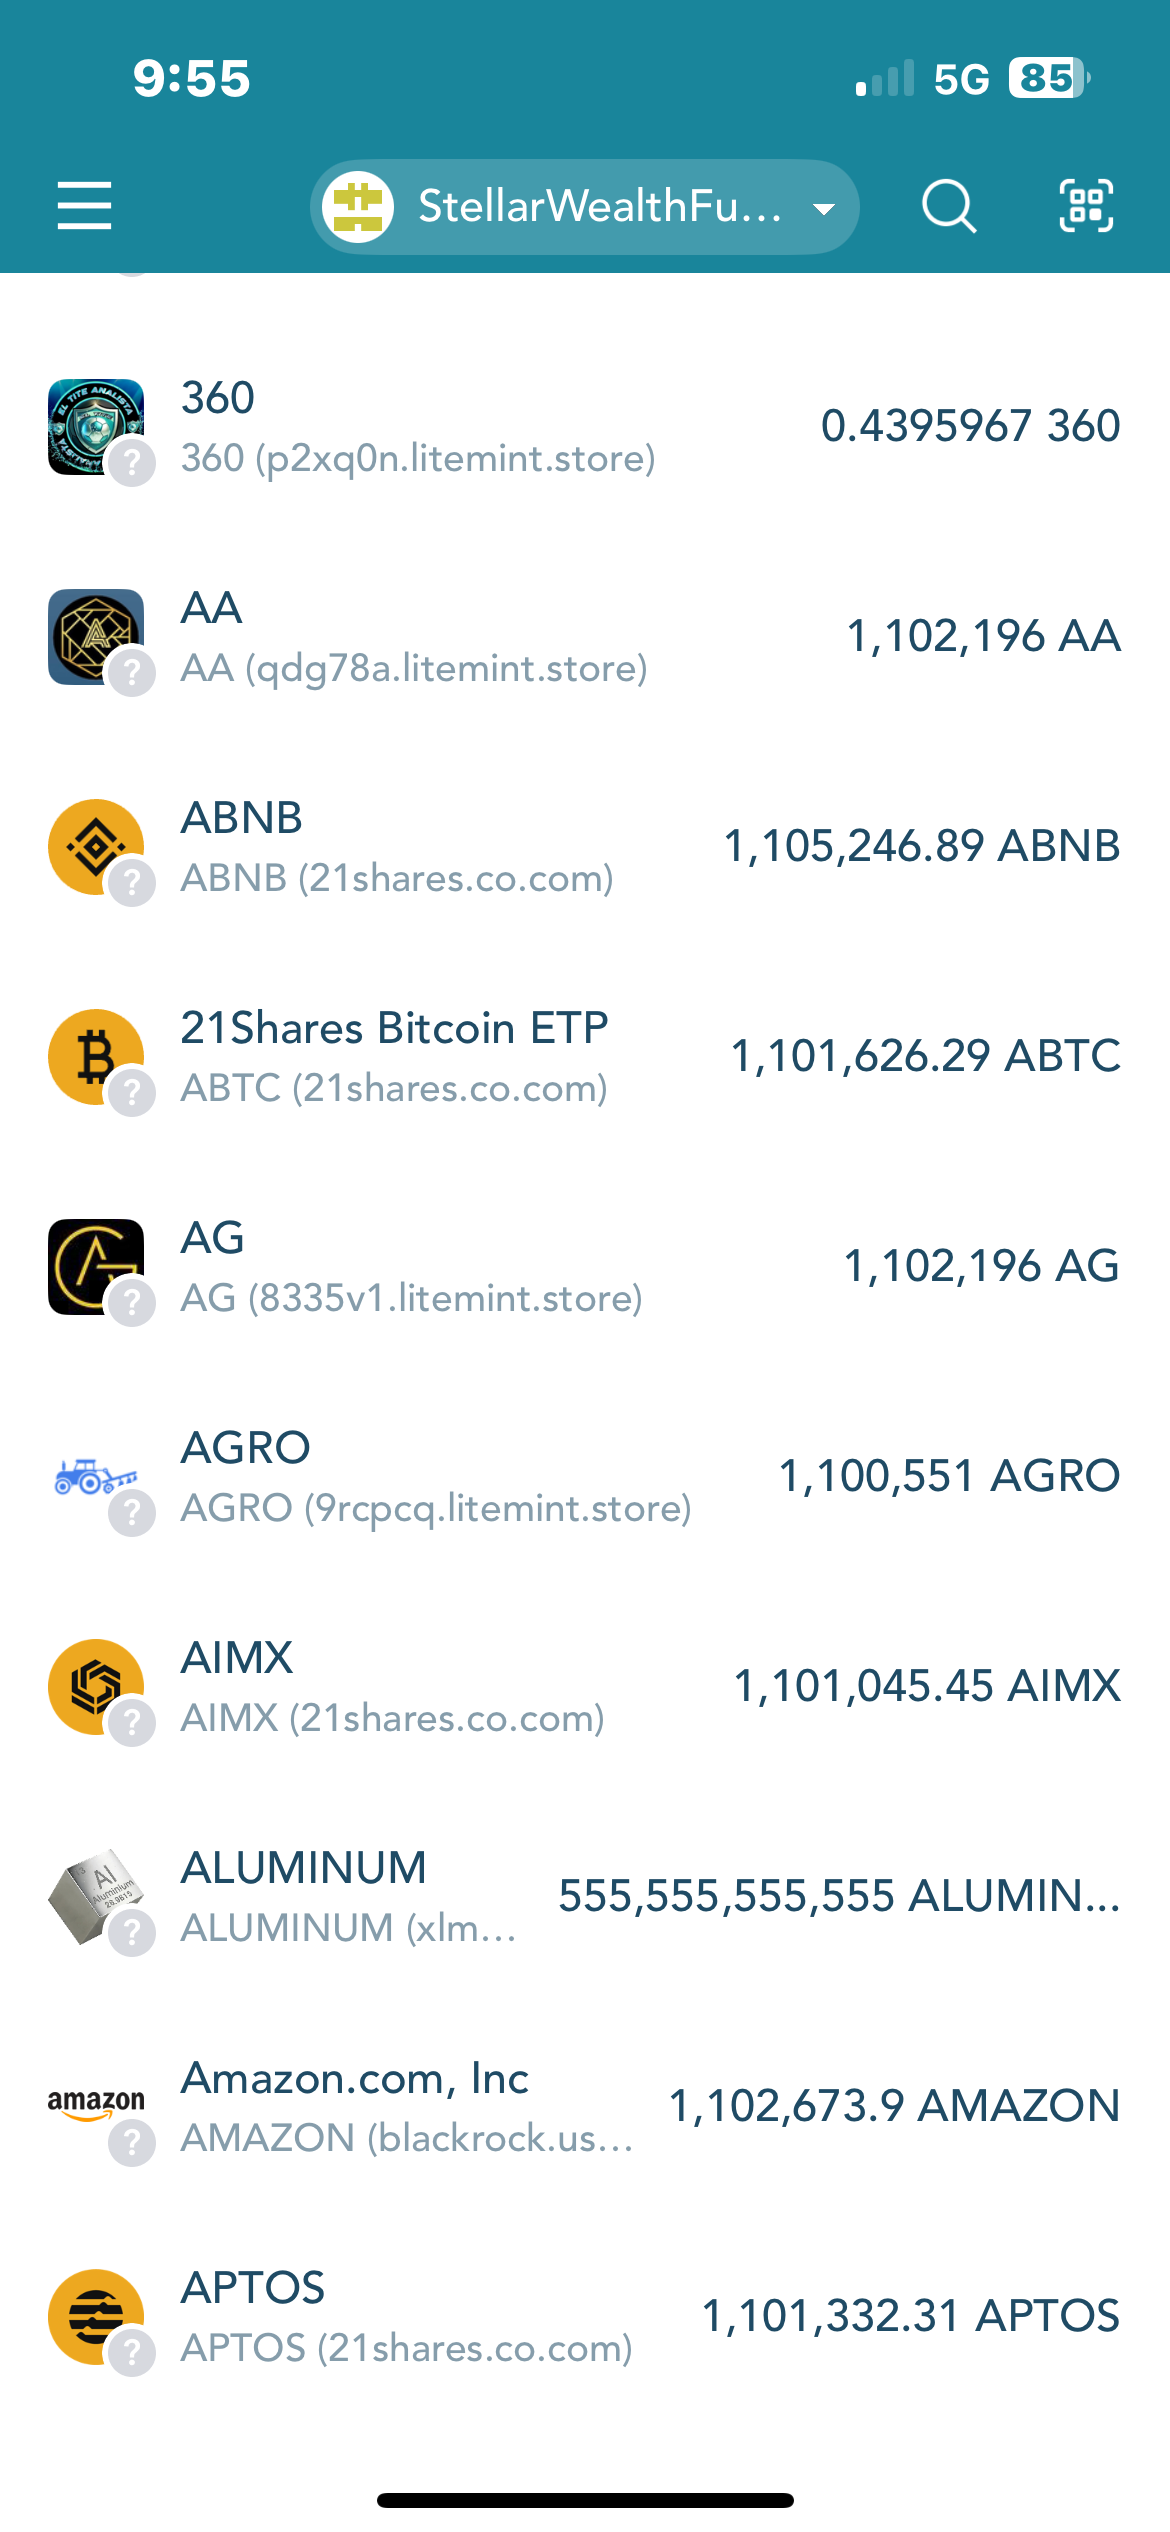 9:55
5G 85
StellarWealthFu...
360
0.4395967 360
360 (p2xq0n.litemint.store)
AA
1,102,196 AA
AA (qdg78a.litemint.store)
ABNB
1,105,246.89 ABNB
ABNB (21shares.co.com)
21Shares Bitcoin ETP
1,101,626.29 ABTC
ABTC (21shares.co.com)
AG
1,102,196 AG
AG (8335v1.litemint.store)
AGRO
1,100,551 AGRO
AGRO (9rcpcq.litemint.store)
AIMX
1,101,045.45 AIMX
AIMX (21shares.co.com)
Al
Aluminium
ALUMINUM
555,555,555,555 ALUMIN...
ALUMINUM (xlm...
amazon
Amazon.com, Inc
1,102,673.9 AMAZON
AMAZON (blackrock.us...
APTOS
1,101,332.31 APTOS
APTOS (21shares.co.com)